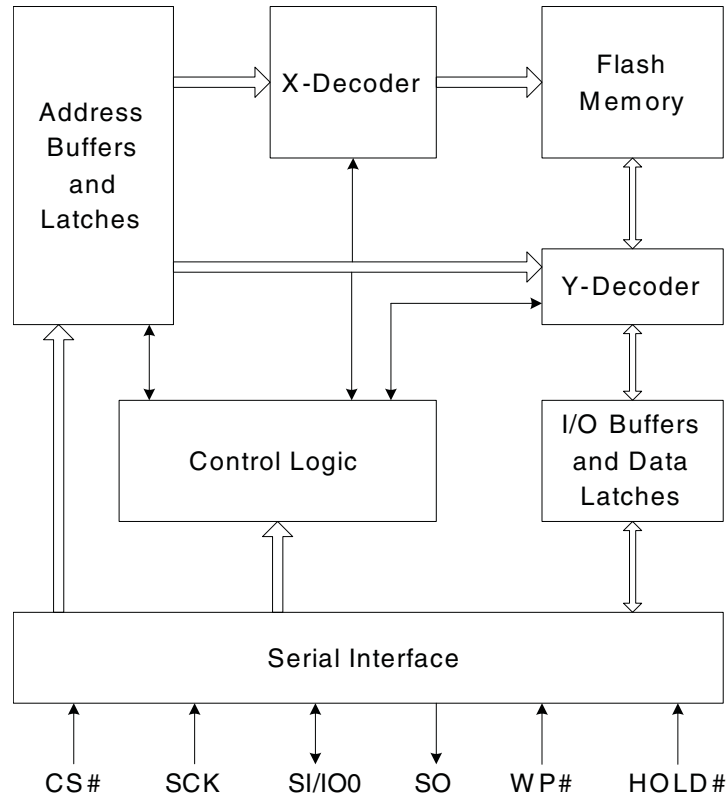 Address
Buffers
and
Latches
X-Decoder
Flash
Memory
Y-Decoder
Control Logic
I/O Buffers
and Data
Latches
Serial Interface
CS# SCK SI/IO0 SO WP# HOLD#